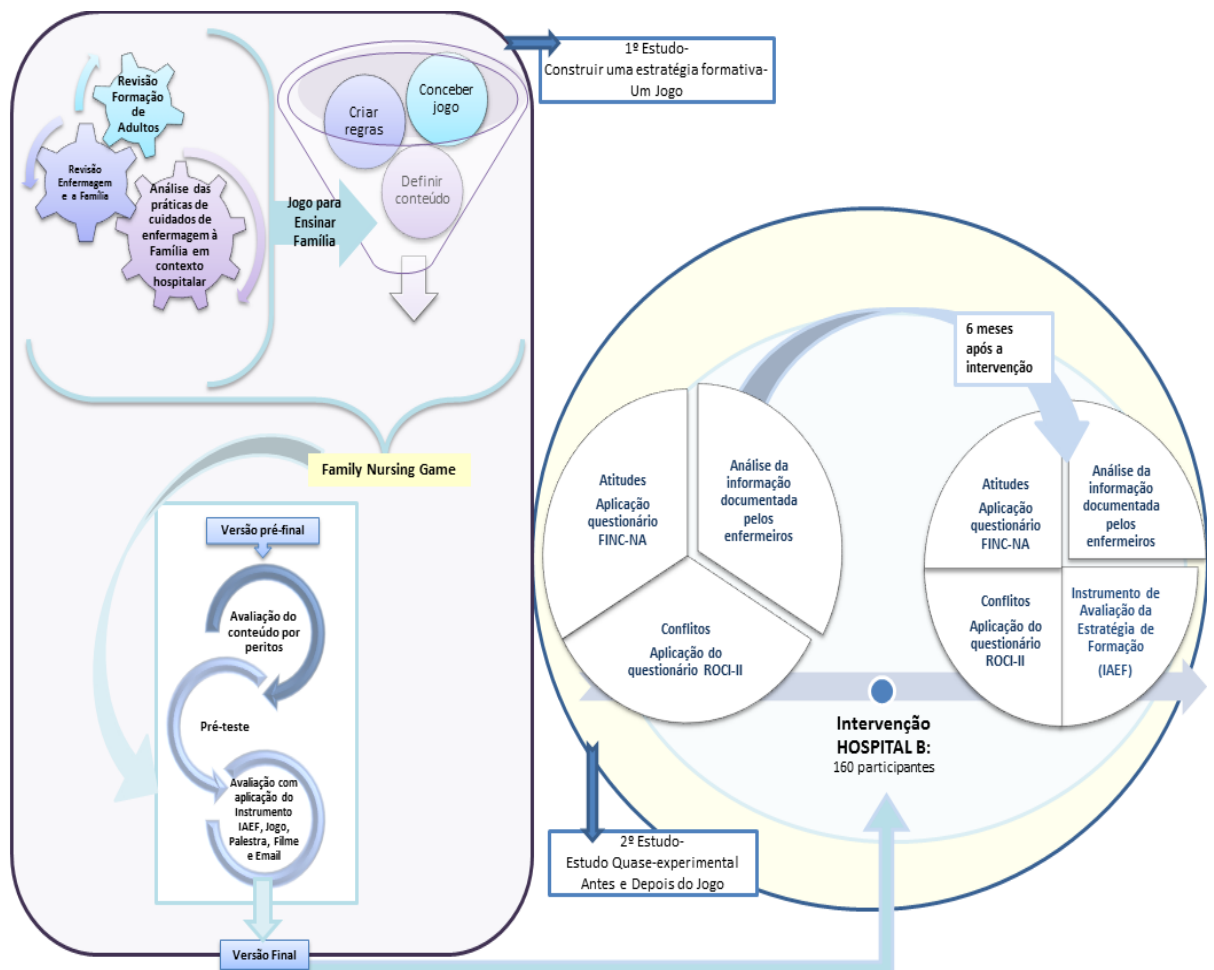 1º Estudo-
Construir uma estratégia formativa-
Um Jogo
Revisão
Formação
de
Adultos
Revisão
Enfermagem
e a Família
Análise das
práticas de
cuidados de
enfermagem à
Família em
contexto
hospitalar
Jogo para
Ensinar
Família
Criar
regras
Conceber
jogo
Definir
conteúdo
Family Nursing Game
Versão pré-final
Avaliação do
conteúdo por
peritos
Pré-teste
Avaliação com
aplicação do
Instrumento
IAEF, Jogo,
Palestra, Filme
e Email
Versão Final
6 meses
após a
intervenção
Atitudes
Aplicação
questionário
FINC-NA
Análise da
informação
documentada
pelos
enfermeiros
Conflitos
Aplicação do
questionário ROCI-II
Atitudes
Aplicação
questionário
FINC-NA
Análise da
informação
documentada
pelos
enfermeiros
Conflitos
Aplicação do
questionário
ROCI-II
Instrumento de
Avaliação da
Estratégia de
Formação
(IAEF)
Intervenção
HOSPITAL B:
160 participantes
2º Estudo-
Estudo Quase-experimental
Antes e Depois do Jogo